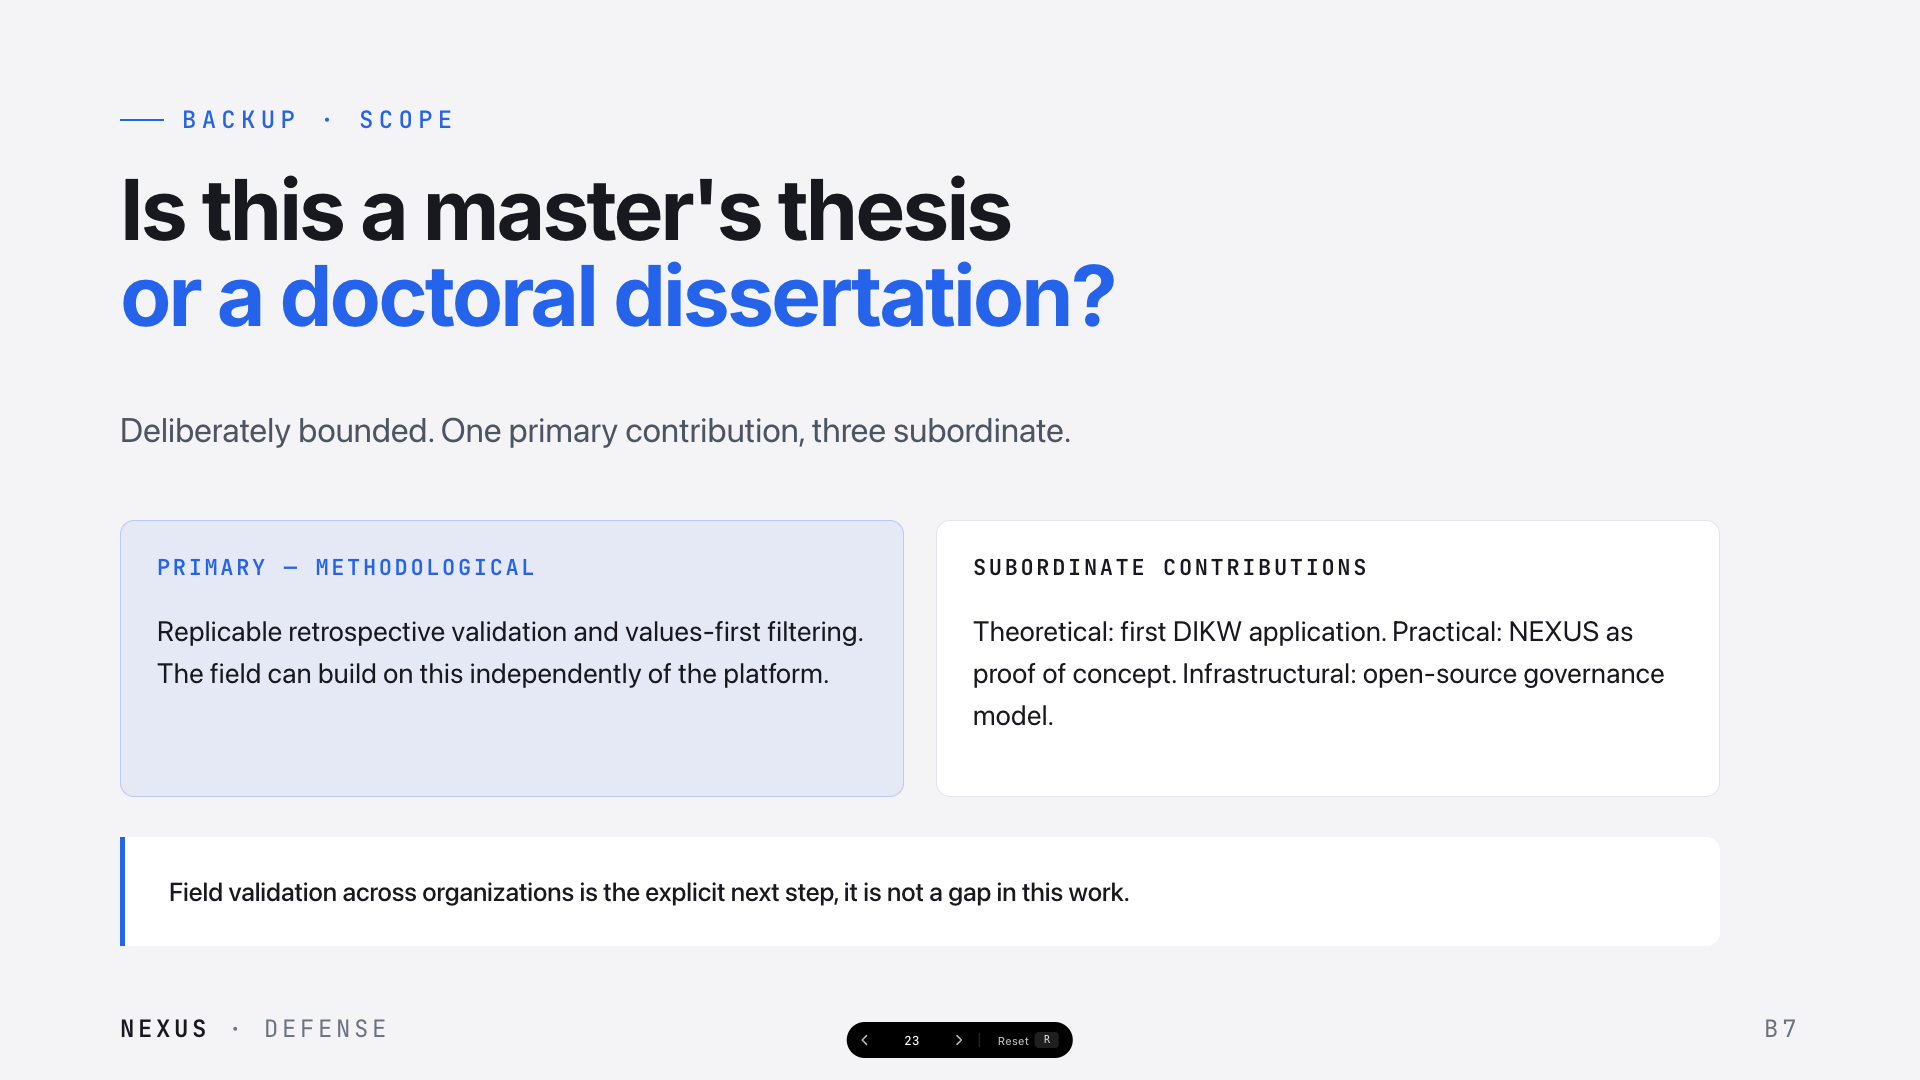 BACKUP · SCOPE
Is this a master's thesis
or a doctoral dissertation?
Deliberately bounded. One primary contribution, three subordinate.
PRIMARY — METHODOLOGICAL
Replicable retrospective validation and values-first filtering.
The field can build on this independently of the platform.
SUBORDINATE CONTRIBUTIONS
Theoretical: first DIKW application. Practical: NEXUS as
proof of concept. Infrastructural: open-source governance
model.
Field validation across organizations is the explicit next step, it is not a gap in this work.
NEXUS · DEFENSE
23
Reset R
B7